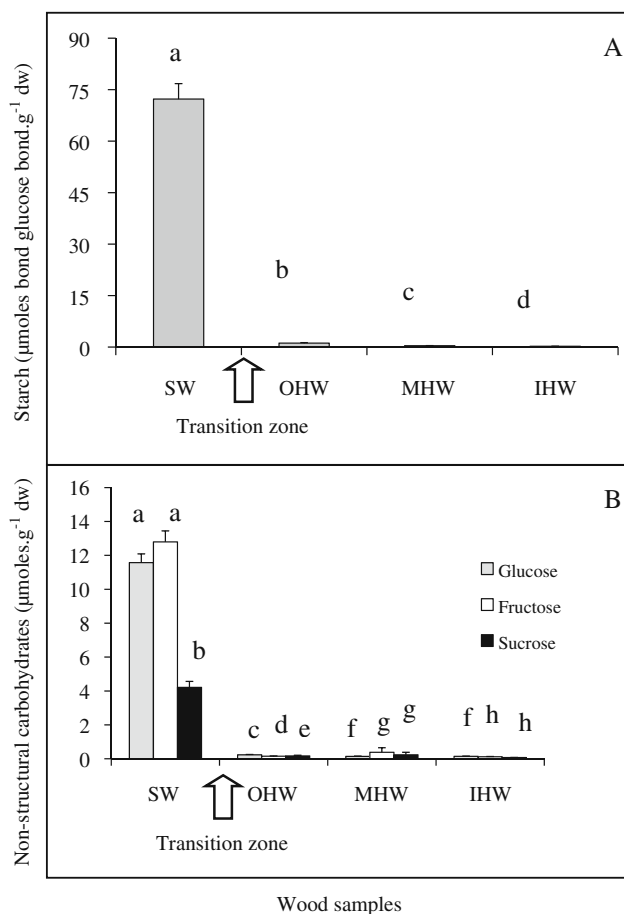 A
Starch (µmoles bond glucose bond.g⁻¹ dw)
90
75
60
45
30
15
0
a
b
c
d
SW
OHW
MHW
IHW
Transition zone
B
Non-structural carbohydrates (µmoles.g⁻¹ dw)
16
14
12
10
8
6
4
2
0
a
a
b
c
d
e
f
g
g
f
h
h
Glucose
Fructose
Sucrose
SW
OHW
MHW
IHW
Transition zone
Wood samples